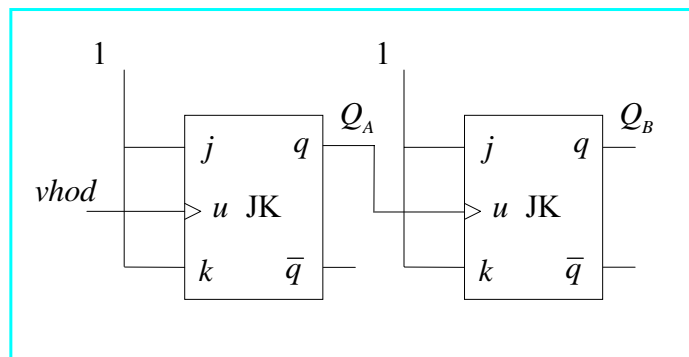 1 1
Q_A Q_B
j q j q
vhod u JK u JK
k q̅ k q̅